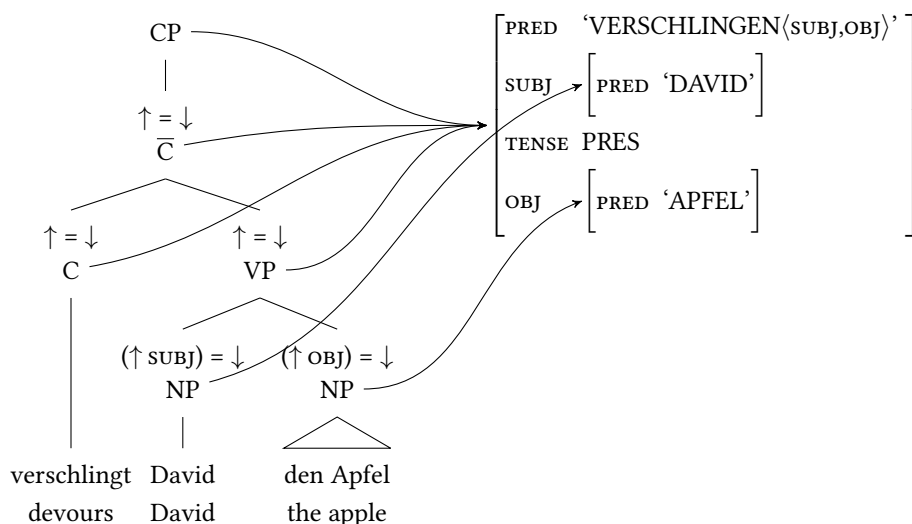 CP
↑ = ↓
C̅
↑ = ↓ ↑ = ↓
C VP
(↑ SUBJ) = ↓ (↑ OBJ) = ↓
NP NP
verschlingt David den Apfel
devours David the apple
PRED ‘VERSCHLINGEN⟨SUBJ,OBJ⟩’
SUBJ [PRED ‘DAVID’]
TENSE PRES
OBJ [PRED ‘APFEL’]